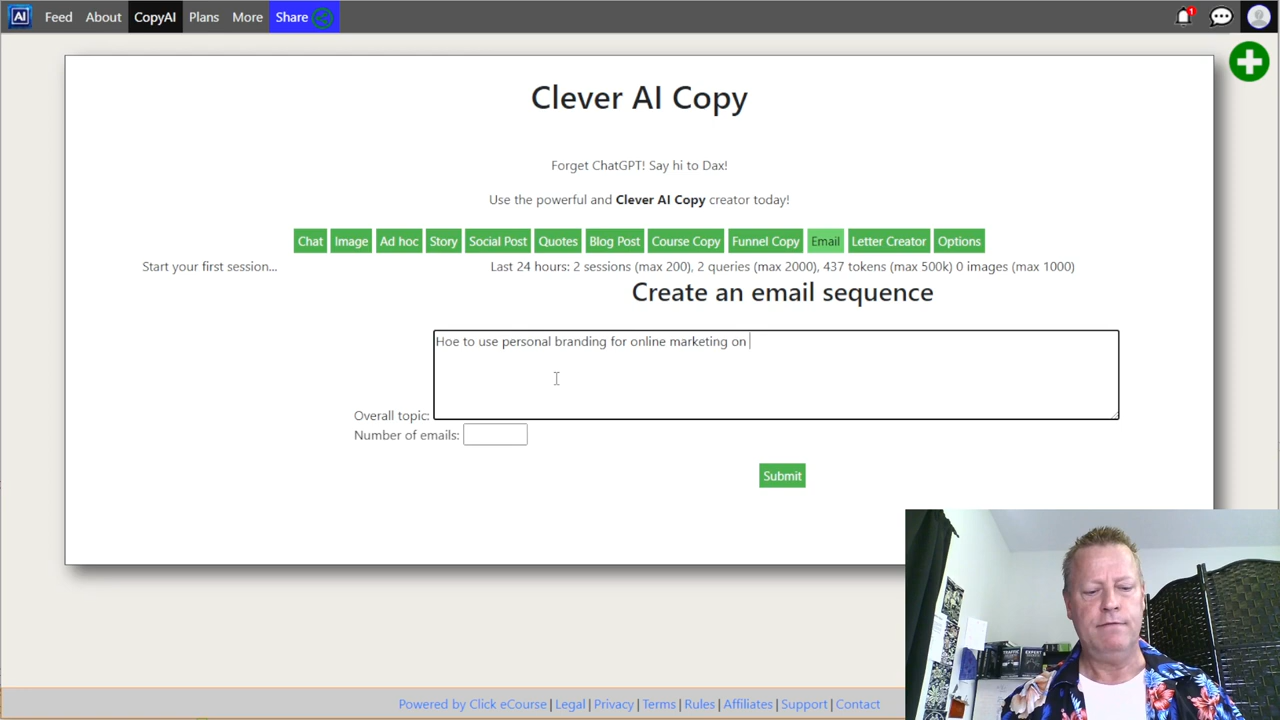 AI Feed About CopyAI Plans More Share 1
Clever AI Copy
Forget ChatGPT! Say hi to Dax!
Use the powerful and Clever AI Copy creator today!
Chat Image Ad hoc Story Social Post Quotes Blog Post Course Copy Funnel Copy Email Letter Creator Options
Start your first session... Last 24 hours: 2 sessions (max 200), 2 queries (max 2000), 437 tokens (max 500k) 0 images (max 1000)
Create an email sequence
Hoe to use personal branding for online marketing on
Overall topic:
Number of emails:
Submit
Powered by Click eCourse | Legal | Privacy | Terms | Rules | Affiliates | Support | Contact